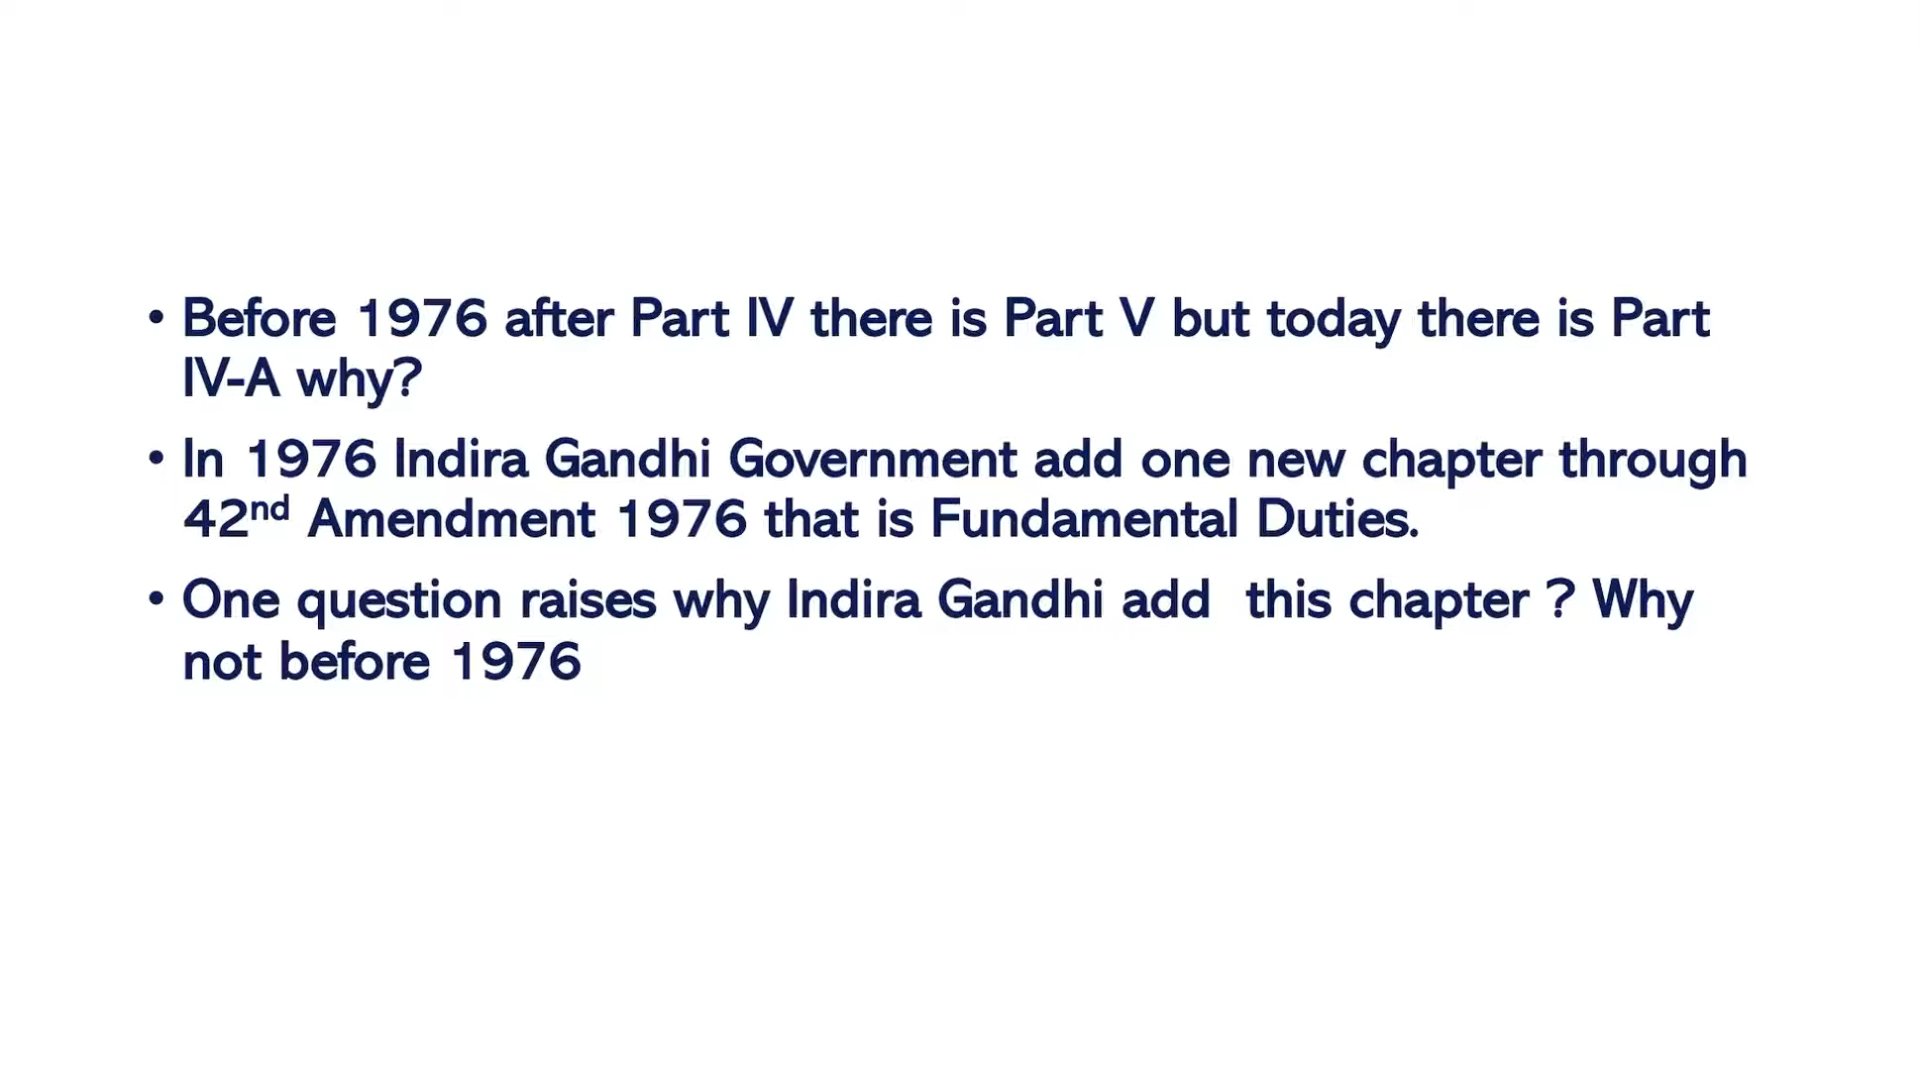 • Before 1976 after Part IV there is Part V but today there is Part
IV-A why?
• In 1976 Indira Gandhi Government add one new chapter through
42nd Amendment 1976 that is Fundamental Duties.
• One question raises why Indira Gandhi add  this chapter ? Why
not before 1976